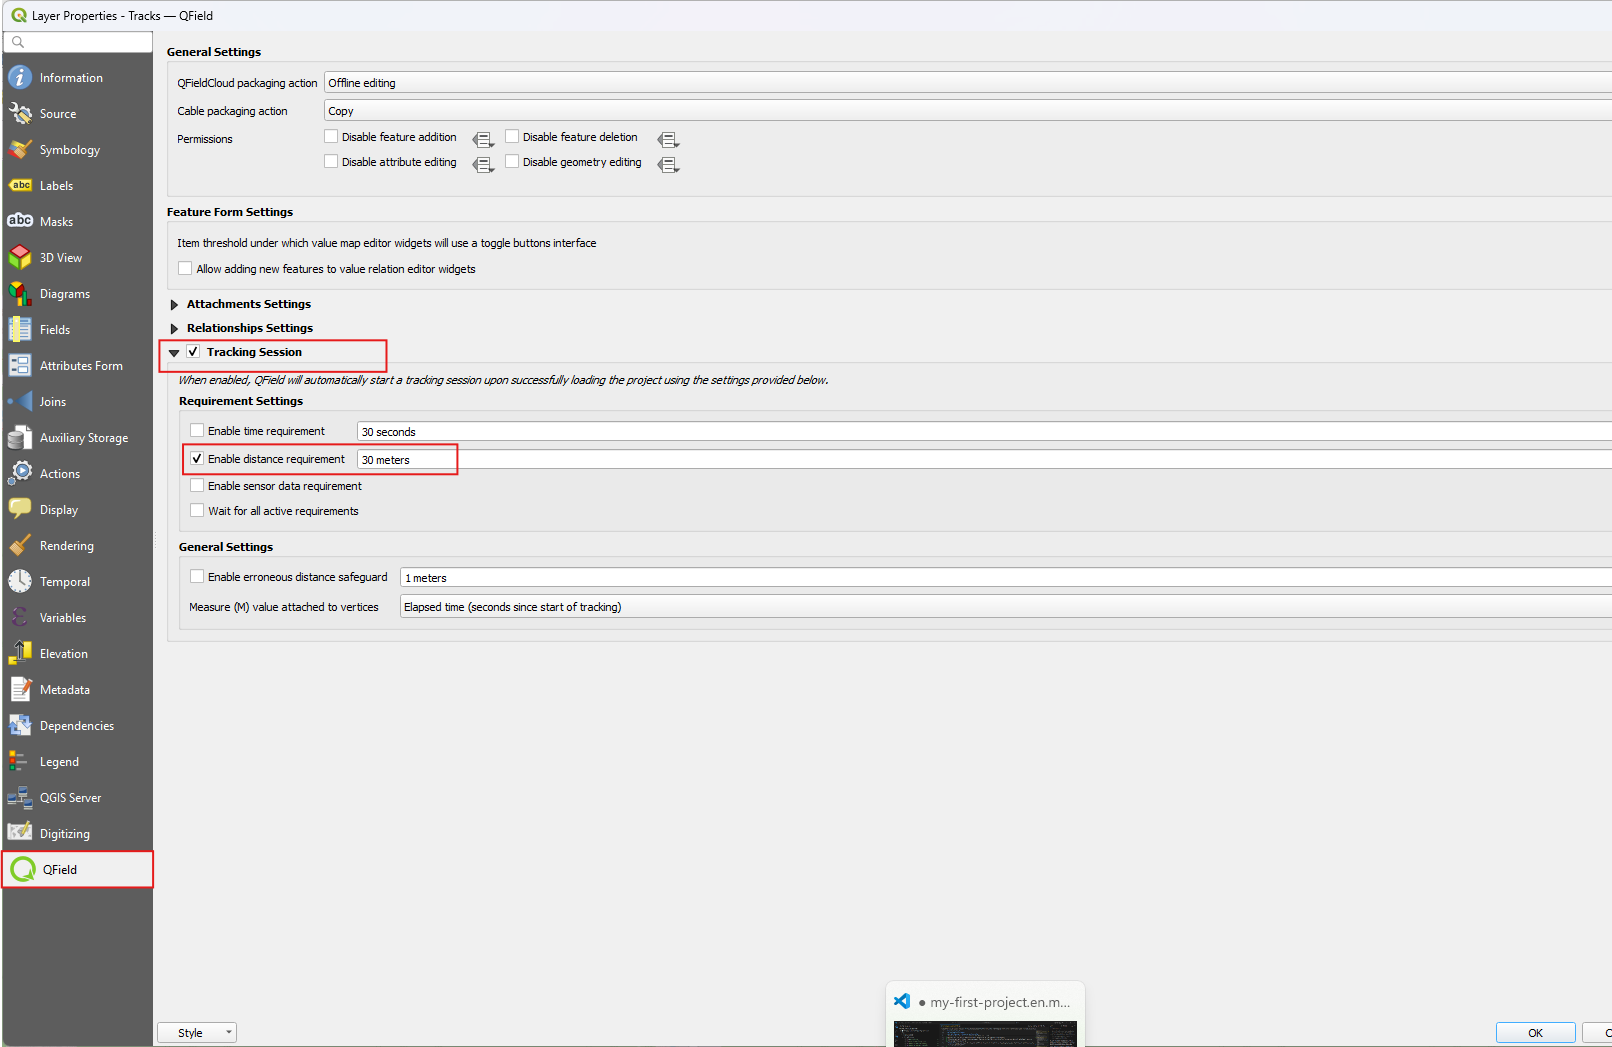 Layer Properties - Tracks — QField
Information
Source
Symbology
Labels
Masks
3D View
Diagrams
Fields
Attributes Form
Joins
Auxiliary Storage
Actions
Display
Rendering
Temporal
Variables
Elevation
Metadata
Dependencies
Legend
QGIS Server
Digitizing
QField
General Settings
QFieldCloud packaging action Offline editing
Cable packaging action Copy
Permissions Disable feature addition Disable feature deletion
Disable attribute editing Disable geometry editing
Feature Form Settings
Item threshold under which value map editor widgets will use a toggle buttons interface
Allow adding new features to value relation editor widgets
Attachments Settings
Relationships Settings
Tracking Session
When enabled, QField will automatically start a tracking session upon successfully loading the project using the settings provided below.
Requirement Settings
Enable time requirement 30 seconds
Enable distance requirement 30 meters
Enable sensor data requirement
Wait for all active requirements
General Settings
Enable erroneous distance safeguard 1 meters
Measure (M) value attached to vertices Elapsed time (seconds since start of tracking)
● my-first-project.en.m...
Style
OK